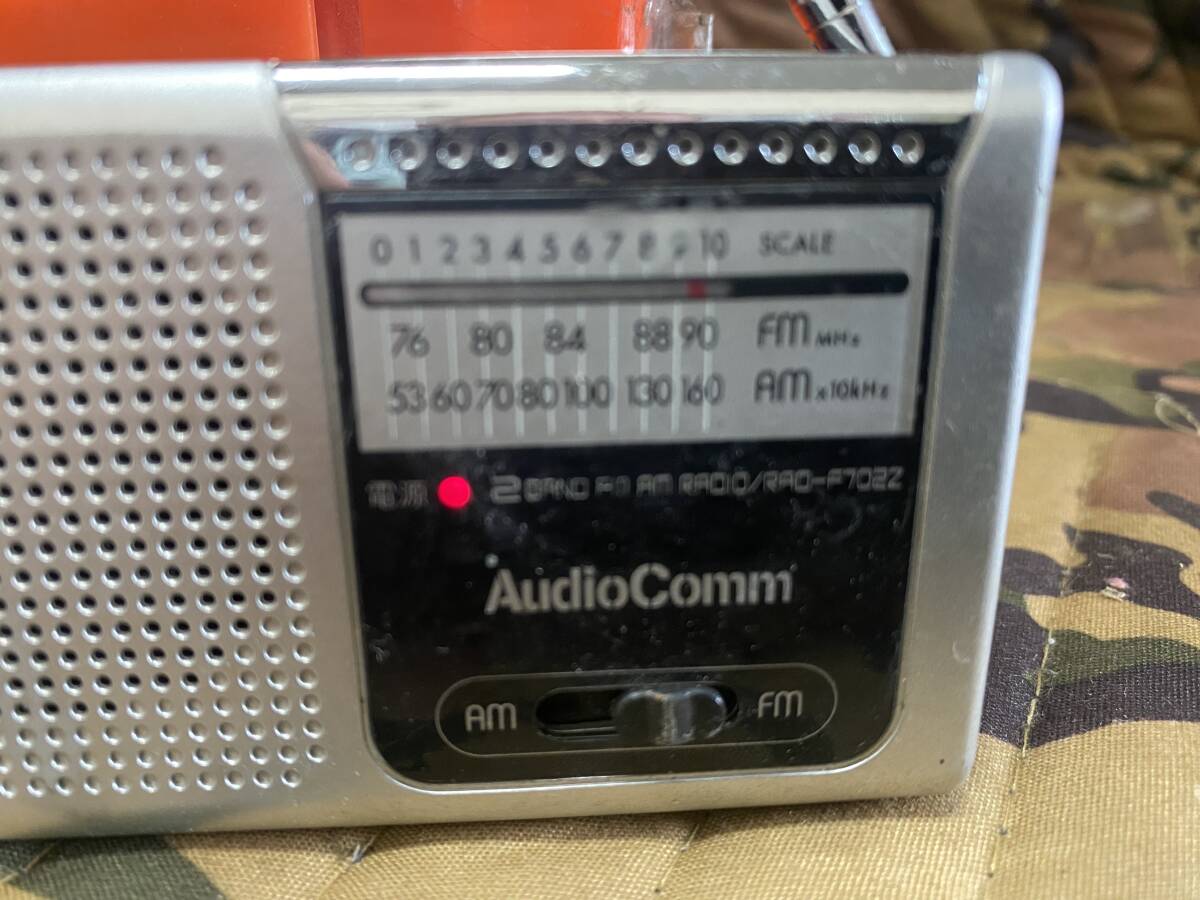 0 1 2 3 4 5 6 7 8 9 10 SCALE
76 80 84 88 90 FM MHz
53 60 70 80 100 130 160 AM x10kHz
電源 2 BAND FM AM RADIO/RAD-F702Z
AudioComm
AM FM